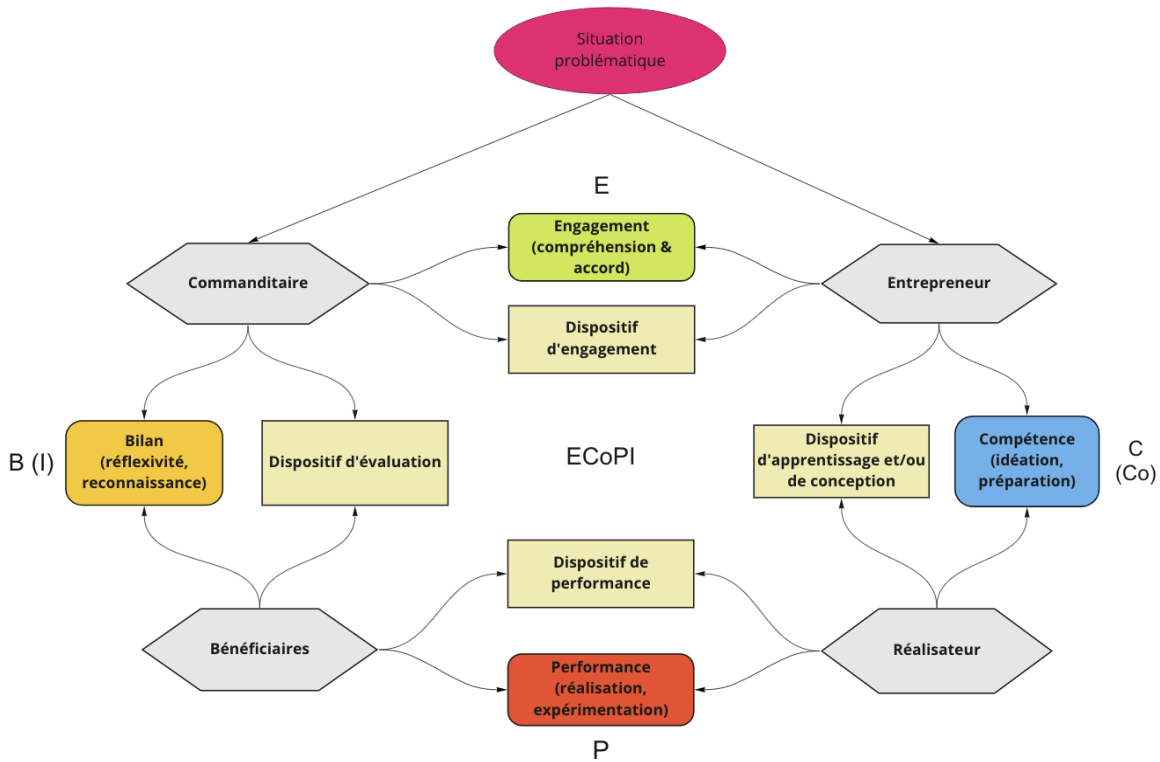 Situation
problématique
E
Engagement
(compréhension &
accord)
Commanditaire
Entrepreneur
Dispositif
d'engagement
B (I)
Bilan
(réflexivité,
reconnaissance)
Dispositif d'évaluation
ECoPI
Dispositif
d'apprentissage et/ou
de conception
Compétence
(idéation,
préparation)
C
(Co)
Dispositif de
performance
Bénéficiaires
Réalisateur
Performance
(réalisation,
expérimentation)
P